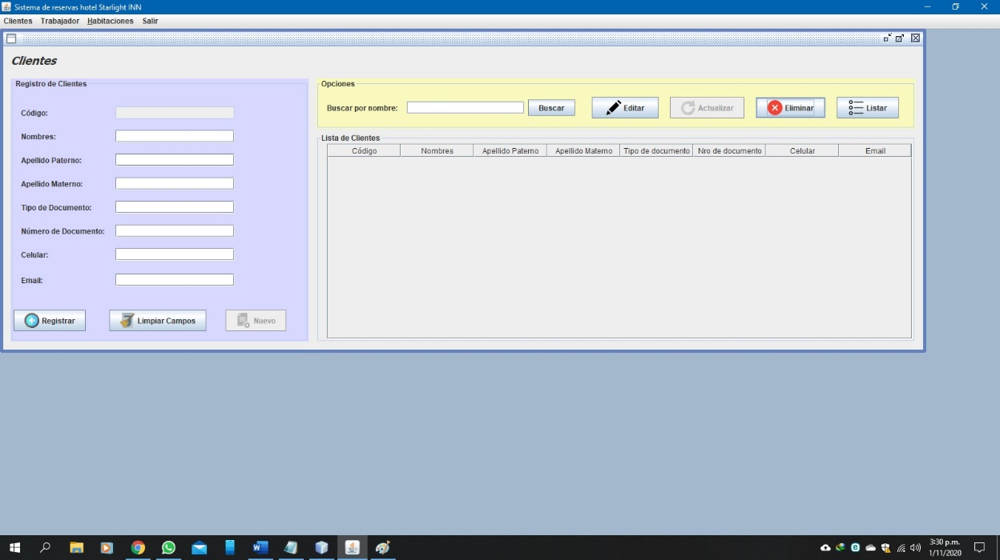 Sistema de reservas hotel Starlight INN
Clientes Trabajador Habitaciones Salir
Clientes
Registro de Clientes
Código:
Nombres:
Apellido Paterno:
Apellido Materno:
Tipo de Documento:
Número de Documento:
Celular:
Email:
Registrar Limpiar Campos Nuevo
Opciones
Buscar por nombre: Buscar Editar Actualizar Eliminar Listar
Lista de Clientes
Código Nombres Apellido Paterno Apellido Materno Tipo de documento Nro de documento Celular Email
3:30 p.m.
1/11/2020